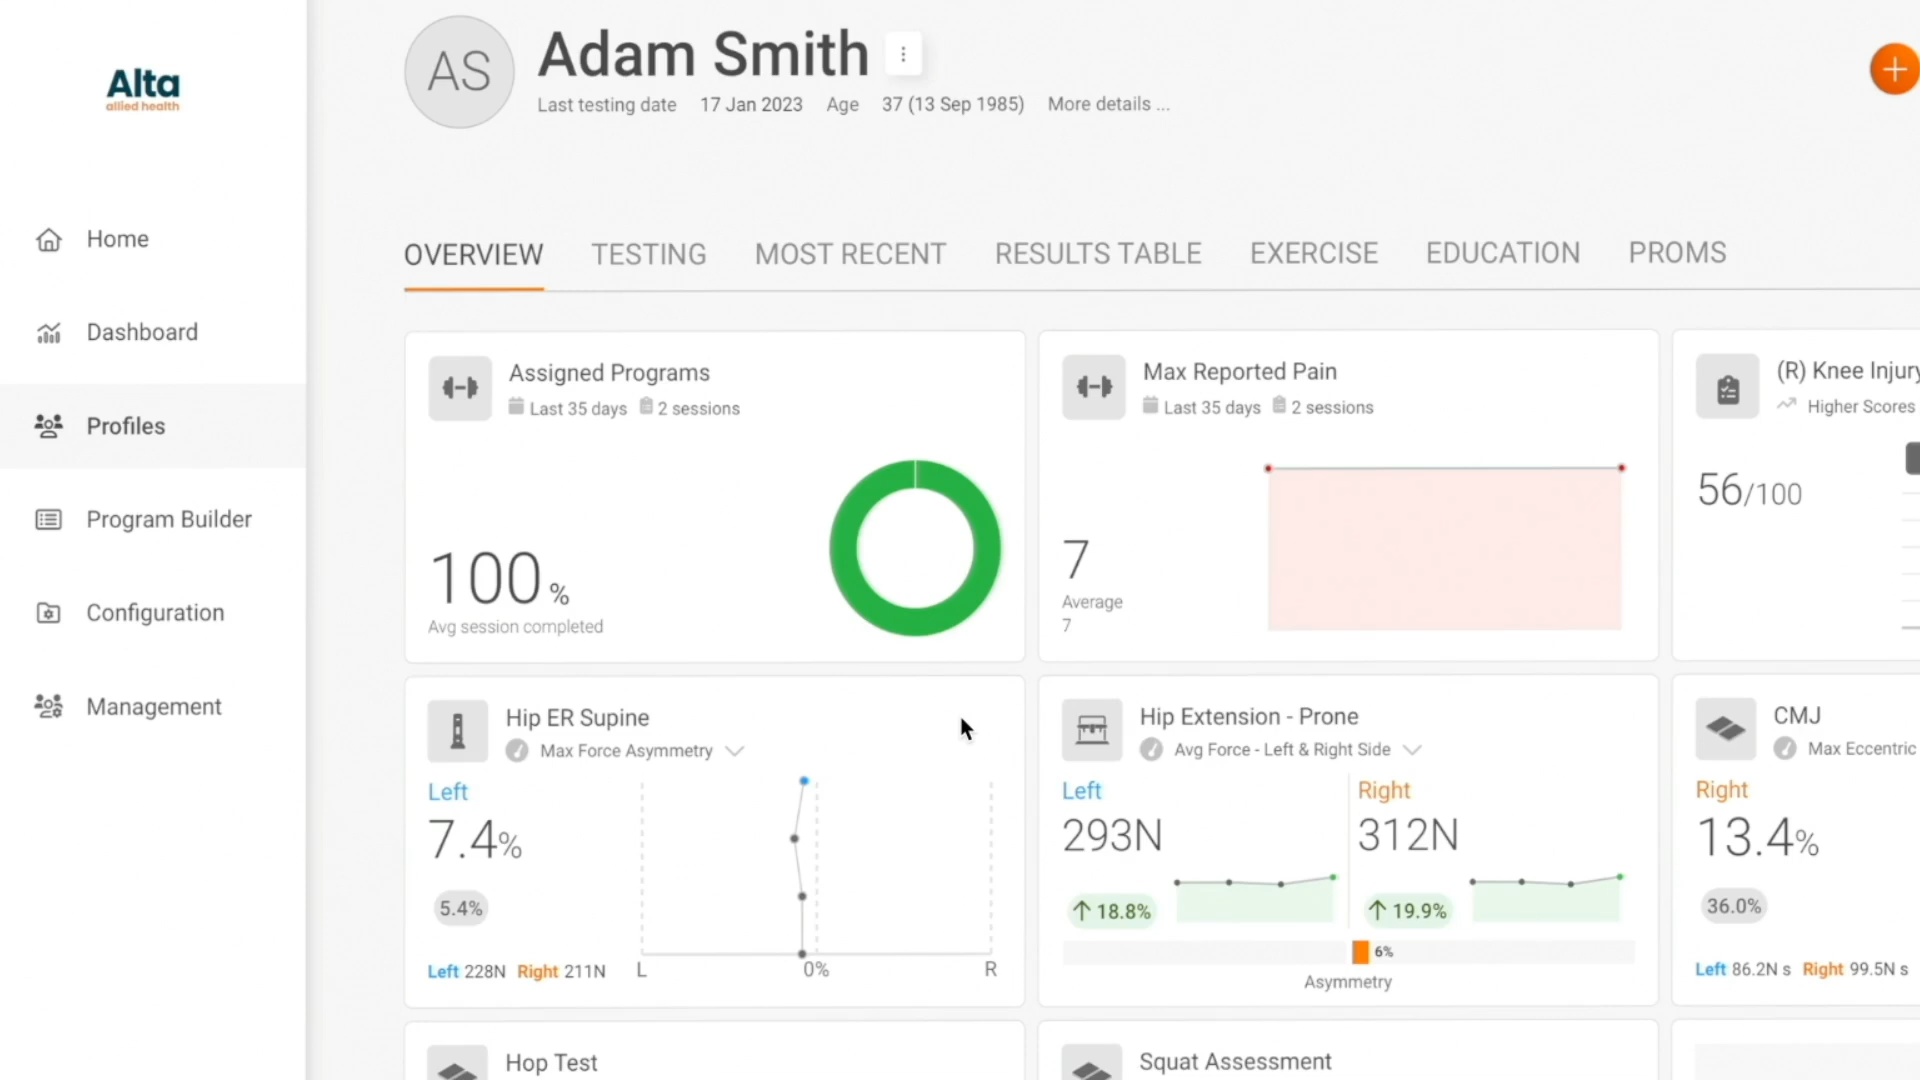 Alta
allied health
Home
Dashboard
Profiles
Program Builder
Configuration
Management
AS
Adam Smith
Last testing date 17 Jan 2023 Age 37 (13 Sep 1985) More details ...
OVERVIEW TESTING MOST RECENT RESULTS TABLE EXERCISE EDUCATION PROMS
Assigned Programs
Last 35 days 2 sessions
100 %
Avg session completed
Max Reported Pain
Last 35 days 2 sessions
7
Average
7
(R) Knee Injury
Higher Scores
56/100
Hip ER Supine
Max Force Asymmetry
Left
7.4%
5.4%
Left 228N Right 211N
L 0% R
Hip Extension - Prone
Avg Force - Left & Right Side
Left Right
293N 312N
18.8% 19.9%
6%
Asymmetry
CMJ
Max Eccentric
Right
13.4%
36.0%
Left 86.2N s Right 99.5N s
Hop Test
Squat Assessment